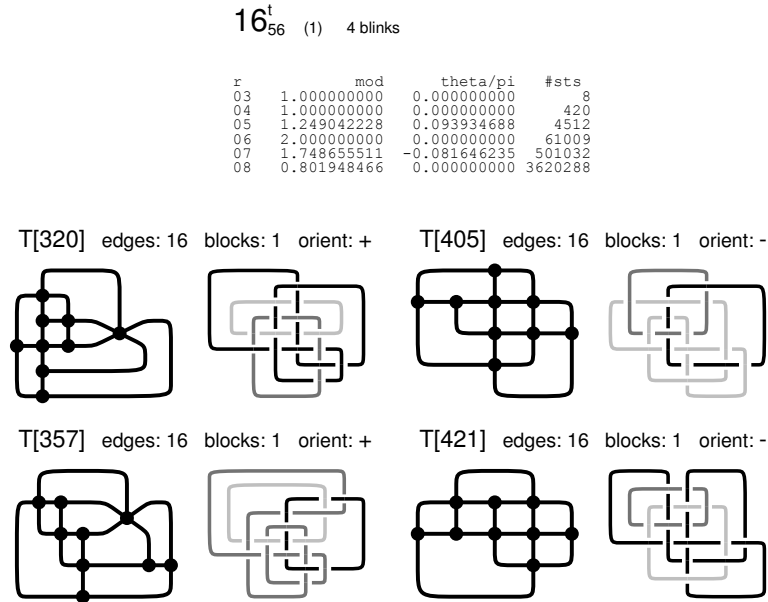 16t56 (1) 4 blinks
r mod theta/pi #sts
03 1.000000000 0.000000000 8
04 1.000000000 0.000000000 420
05 1.249042228 0.093934688 4512
06 2.000000000 0.000000000 61009
07 1.748655511 -0.081646235 501032
08 0.801948466 0.000000000 3620288
T[320] edges: 16 blocks: 1 orient: +
T[405] edges: 16 blocks: 1 orient: -
T[357] edges: 16 blocks: 1 orient: +
T[421] edges: 16 blocks: 1 orient: -